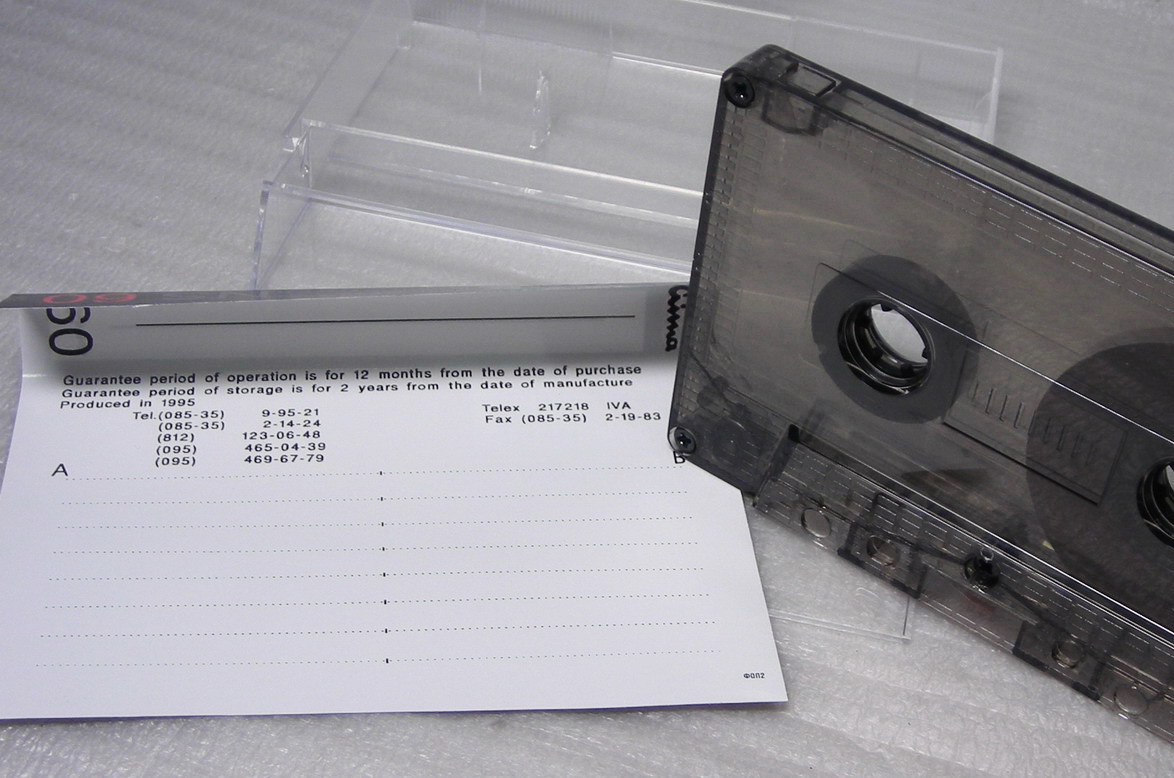 60
60
Guarantee period of operation is for 12 months from the date of purchase
Guarantee period of storage is for 2 years from the date of manufacture
Produced in 1995
Tel.(085-35) 9-95-21 Telex 217218 IVA
(085-35) 2-14-24 Fax (085-35) 2-19-83
(812) 123-06-48
(095) 465-04-39
(095) 469-67-79
A
ФОП2